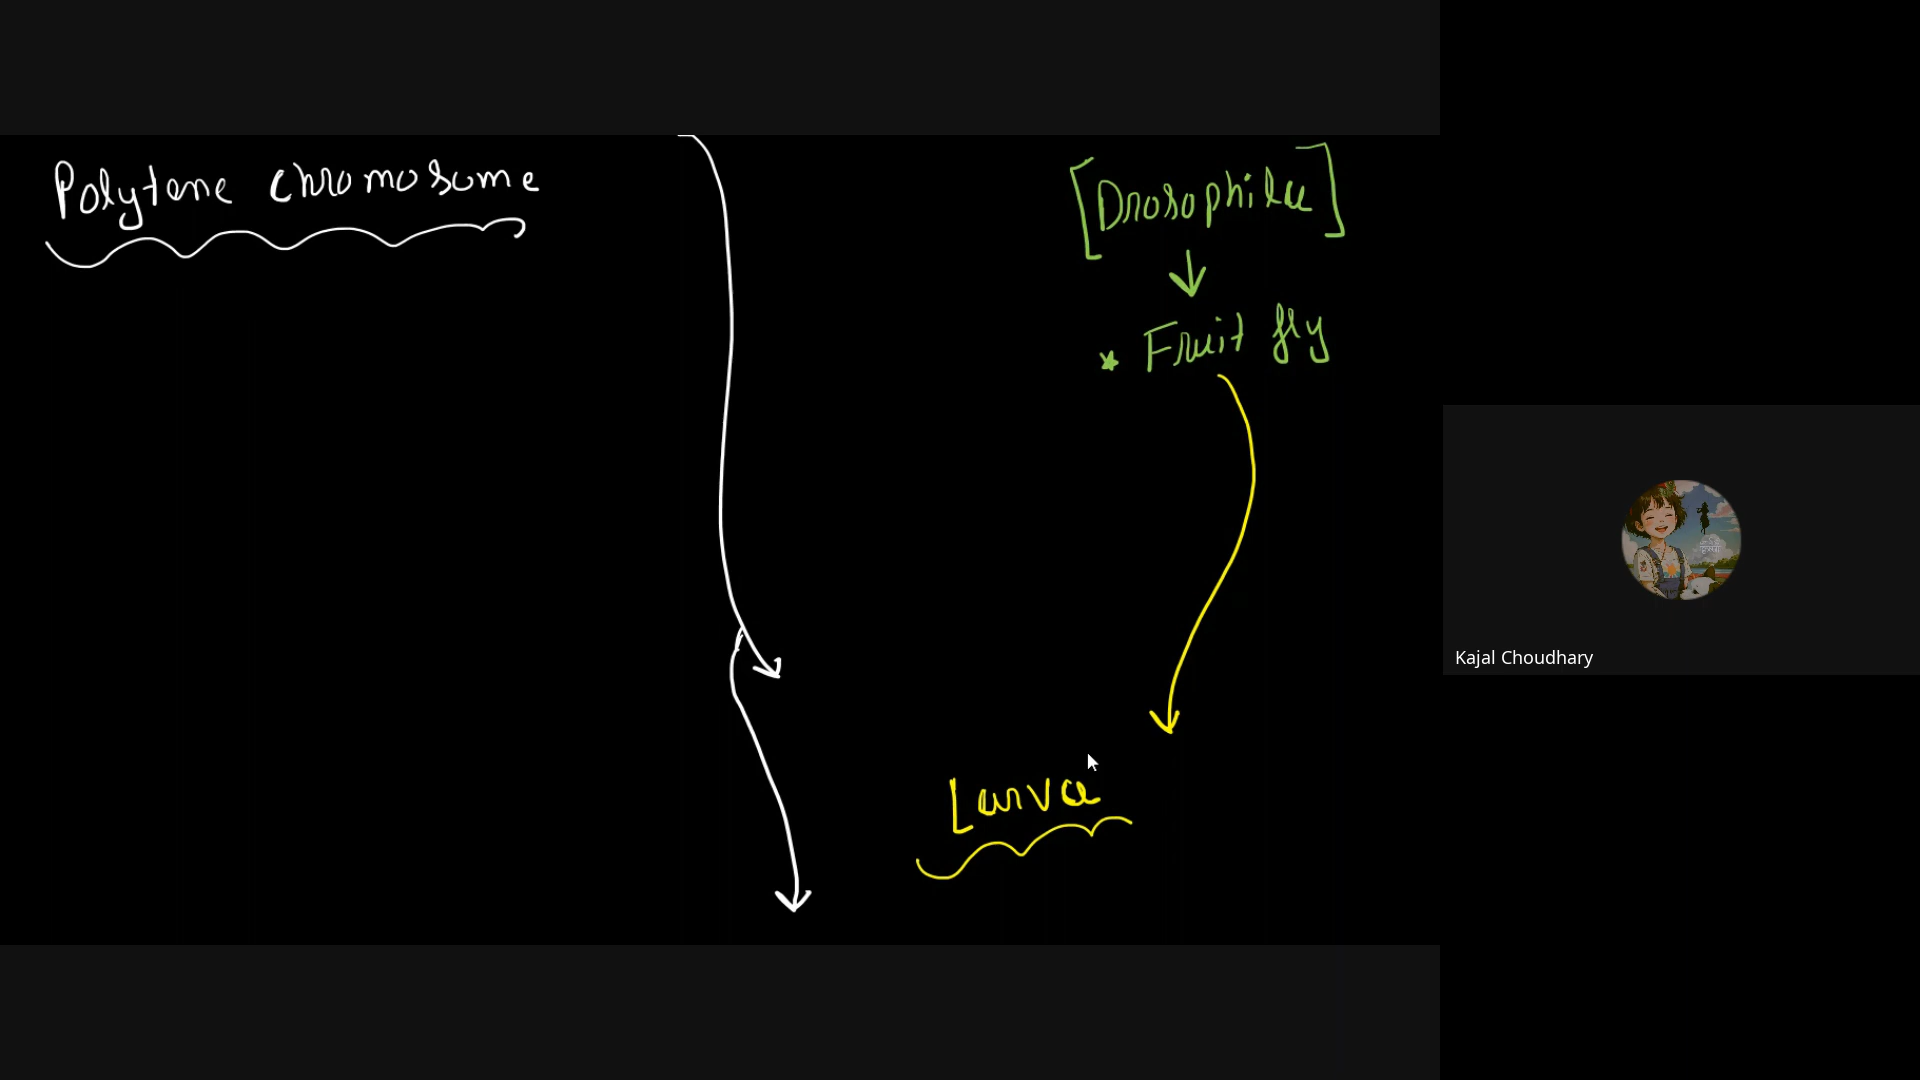 Polytene chromosome
[Drosophila]
↓
* Fruit fly
Larva
Kajal Choudhary